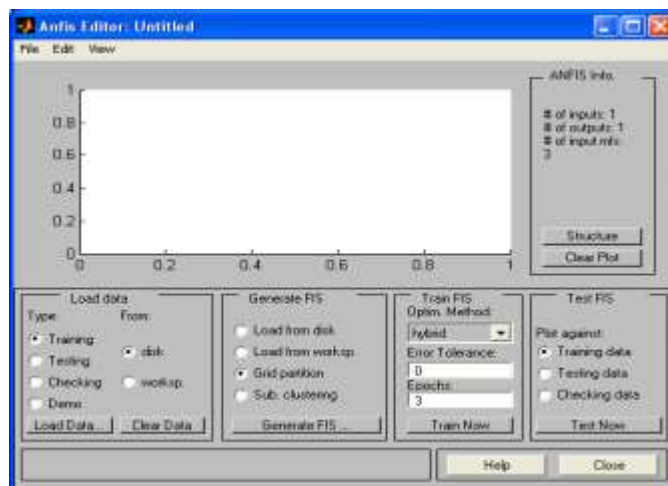 Anfis Editor: Untitled
File Edit View
ANFIS Info.
# of inputs: 1
# of outputs: 1
# of input mfs:
3
Structure
Clear Plot
1
0.8
0.6
0.4
0.2
0
0 0.2 0.4 0.6 0.8 1
Load data
Type: From:
Training
Testing
Checking
Demo
disk
worksp.
Load Data... Clear Data
Generate FIS
Load from disk
Load from worksp.
Grid partition
Sub. clustering
Generate FIS ...
Train FIS
Optim. Method:
hybrid
Error Tolerance:
0
Epochs:
3
Train Now
Test FIS
Plot against:
Training data
Testing data
Checking data
Test Now
Help Close